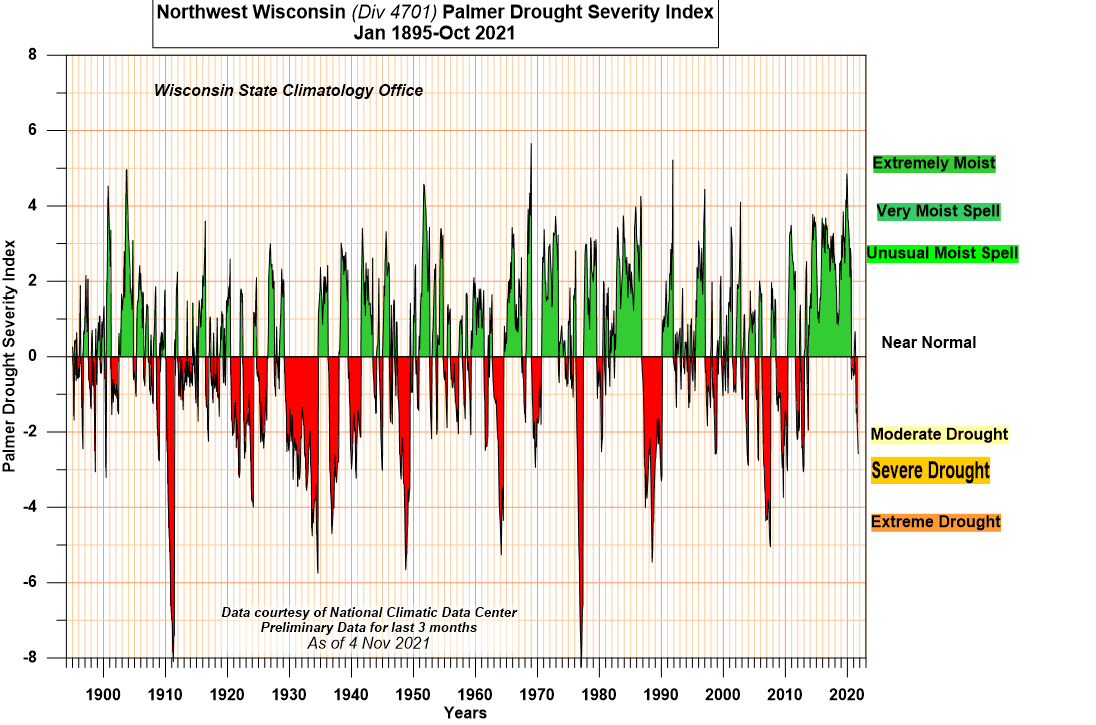 Northwest Wisconsin (Div 4701) Palmer Drought Severity Index
Jan 1895-Oct 2021
Wisconsin State Climatology Office
Palmer Drought Severity Index
8
6
4
2
0
-2
-4
-6
-8
Extremely Moist
Very Moist Spell
Unusual Moist Spell
Near Normal
Moderate Drought
Severe Drought
Extreme Drought
Data courtesy of National Climatic Data Center
Preliminary Data for last 3 months
As of 4 Nov 2021
1900 1910 1920 1930 1940 1950 1960 1970 1980 1990 2000 2010 2020
Years